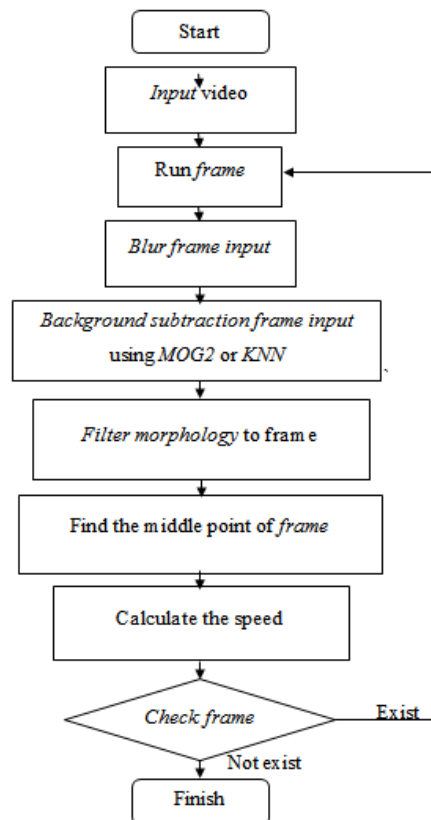 Start
Input video
Run frame
Blur frame input
Background subtraction frame input
using MOG2 or KNN
Filter morphology to frame
Find the middle point of frame
Calculate the speed
Check frame
Exist
Not exist
Finish